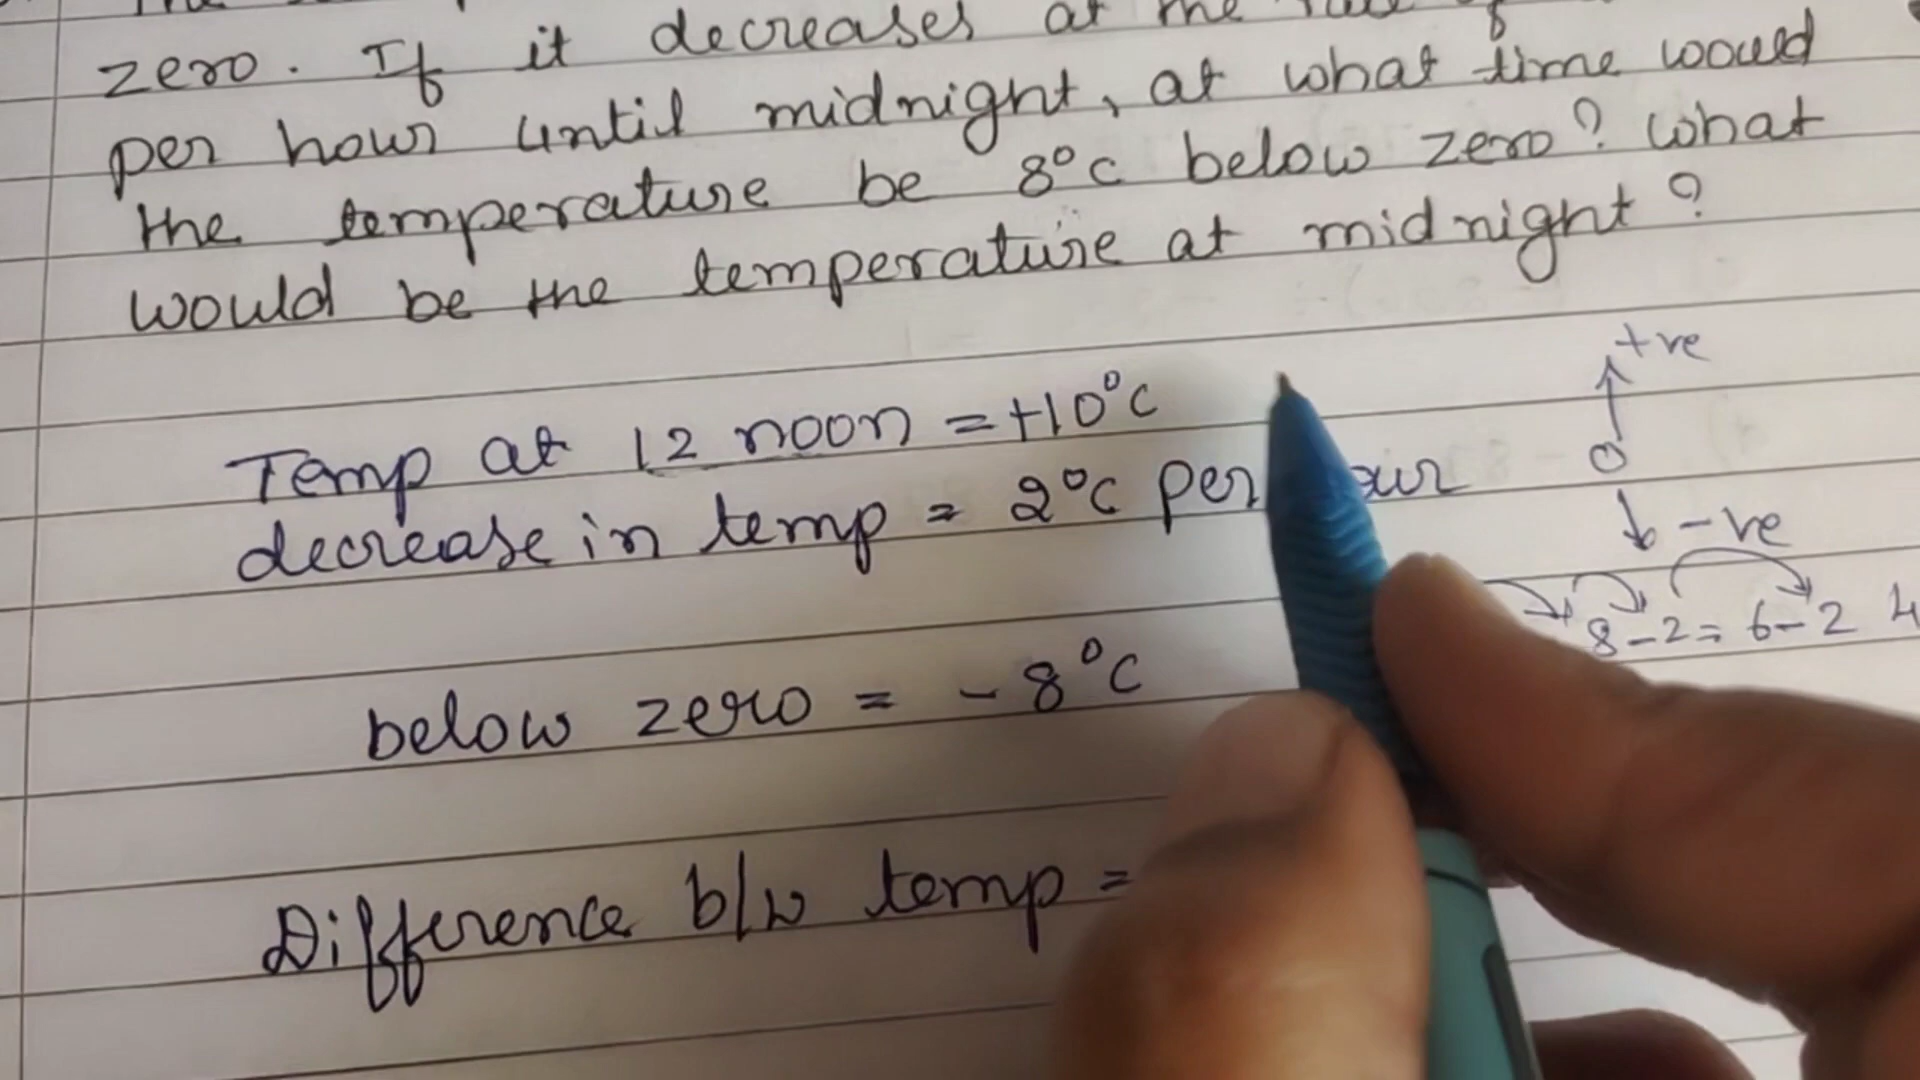 zero. If it decreases at the
per hour until midnight, at what time would
the temperature be 8°C below zero? What
would be the temperature at midnight?
+ve
Temp at 12 noon = +10°C
0
decrease in temp = 2°C per
-ve
8-2= 6-2 4
below zero = - 8°C
Difference b/w temp =